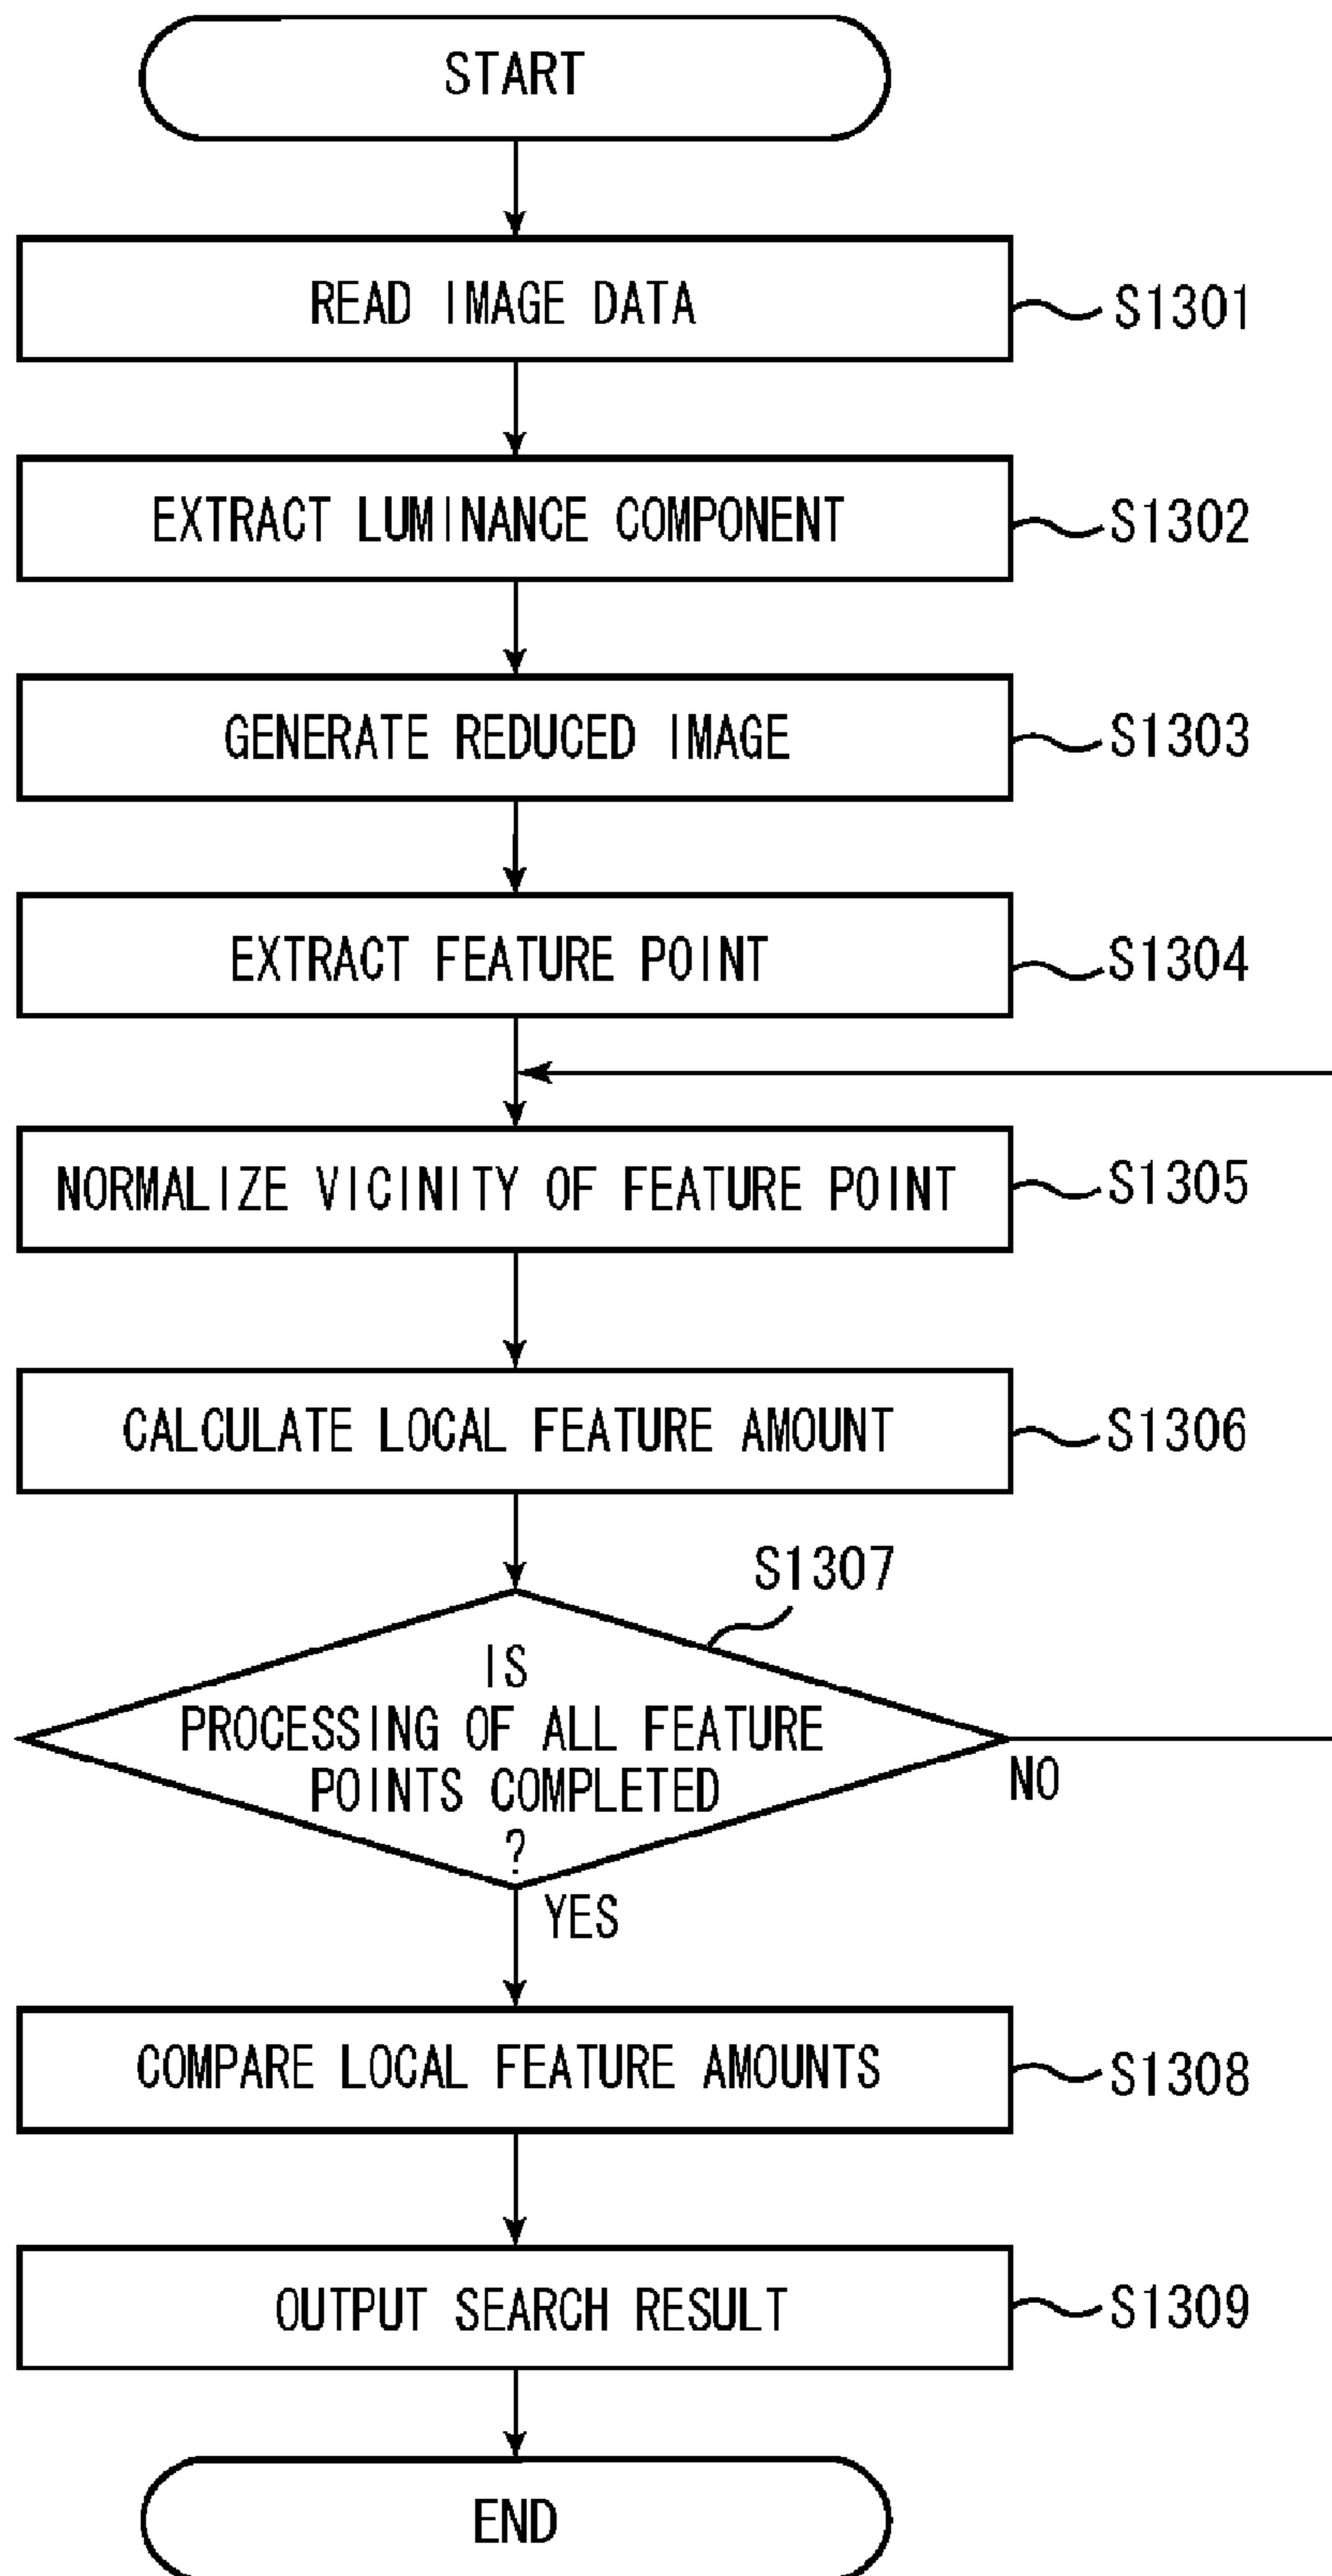 START
READ IMAGE DATA
S1301
EXTRACT LUMINANCE COMPONENT
S1302
GENERATE REDUCED IMAGE
S1303
EXTRACT FEATURE POINT
S1304
NORMALIZE VICINITY OF FEATURE POINT
S1305
CALCULATE LOCAL FEATURE AMOUNT
S1306
S1307
IS
PROCESSING OF ALL FEATURE
POINTS COMPLETED
?
NO
YES
COMPARE LOCAL FEATURE AMOUNTS
S1308
OUTPUT SEARCH RESULT
S1309
END